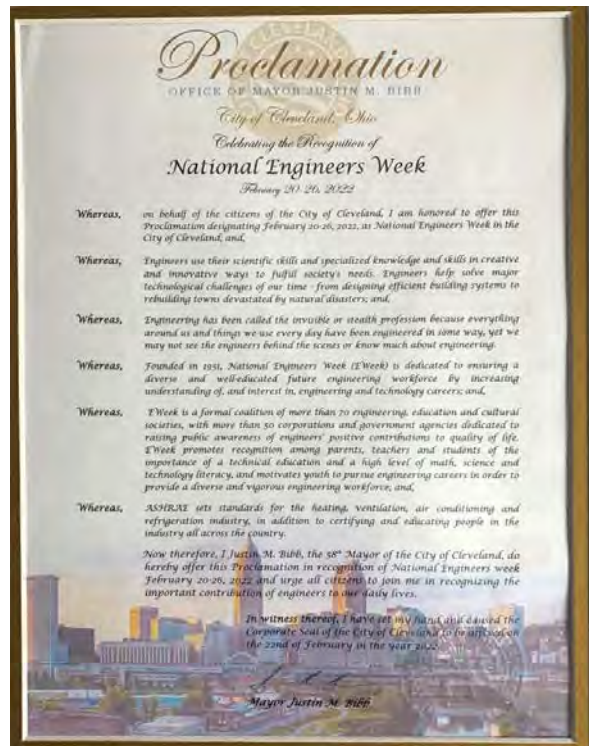 Proclamation
OFFICE OF MAYOR JUSTIN M. BIBB
City of Cleveland, Ohio
Celebrating the Recognition of
National Engineers Week
February 20-26, 2022
Whereas, on behalf of the citizens of the City of Cleveland, I am honored to offer this
Proclamation designating February 20-26, 2022, as National Engineers Week in the
City of Cleveland; and,
Whereas, Engineers use their scientific skills and specialized knowledge and skills in creative
and innovative ways to fulfill society's needs. Engineers help solve major
technological challenges of our time - from designing efficient building systems to
rebuilding towns devastated by natural disasters; and,
Whereas, Engineering has been called the invisible or stealth profession because everything
around us and things we use every day have been engineered in some way, yet we
may not see the engineers behind the scenes or know much about engineering.
Whereas, Founded in 1951, National Engineers Week (EWeek) is dedicated to ensuring a
diverse and well-educated future engineering workforce by increasing
understanding of, and interest in, engineering and technology careers; and,
Whereas, EWeek is a formal coalition of more than 70 engineering, education and cultural
societies, with more than 50 corporations and government agencies dedicated to
raising public awareness of engineers' positive contributions to quality of life.
EWeek promotes recognition among parents, teachers and students of the
importance of a technical education and a high level of math, science and
technology literacy, and motivates youth to pursue engineering careers in order to
provide a diverse and vigorous engineering workforce; and,
Whereas, ASHRAE sets standards for the heating, ventilation, air conditioning and
refrigeration industry, in addition to certifying and educating people in the
industry all across the country.
Now therefore, I Justin M. Bibb, the 58th Mayor of the City of Cleveland, do
hereby offer this Proclamation in recognition of National Engineers week
February 20-26, 2022 and urge all citizens to join me in recognizing the
important contribution of engineers to our daily lives.
In witness thereof, I have set my hand and caused the
Corporate Seal of the City of Cleveland to be affixed on
the 22nd of February in the year 2022.
Mayor Justin M. Bibb